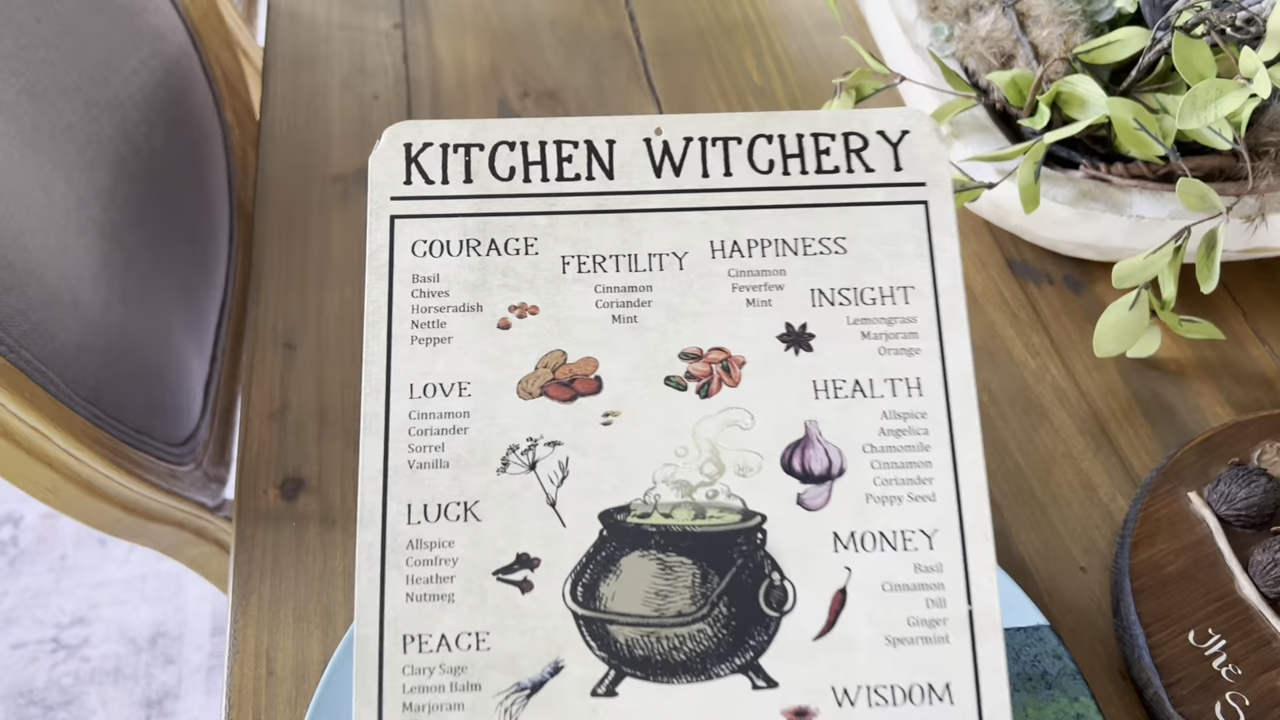 KITCHEN WITCHERY
COURAGE
Basil
Chives
Horseradish
Nettle
Pepper
FERTILITY
Cinnamon
Coriander
Mint
HAPPINESS
Cinnamon
Feverfew
Mint
INSIGHT
Lemongrass
Marjoram
Orange
LOVE
Cinnamon
Coriander
Sorrel
Vanilla
HEALTH
Allspice
Angelica
Chamomile
Cinnamon
Coriander
Poppy Seed
LUCK
Allspice
Comfrey
Heather
Nutmeg
MONEY
Basil
Cinnamon
Dill
Ginger
Spearmint
PEACE
Clary Sage
Lemon Balm
Marjoram
WISDOM
The